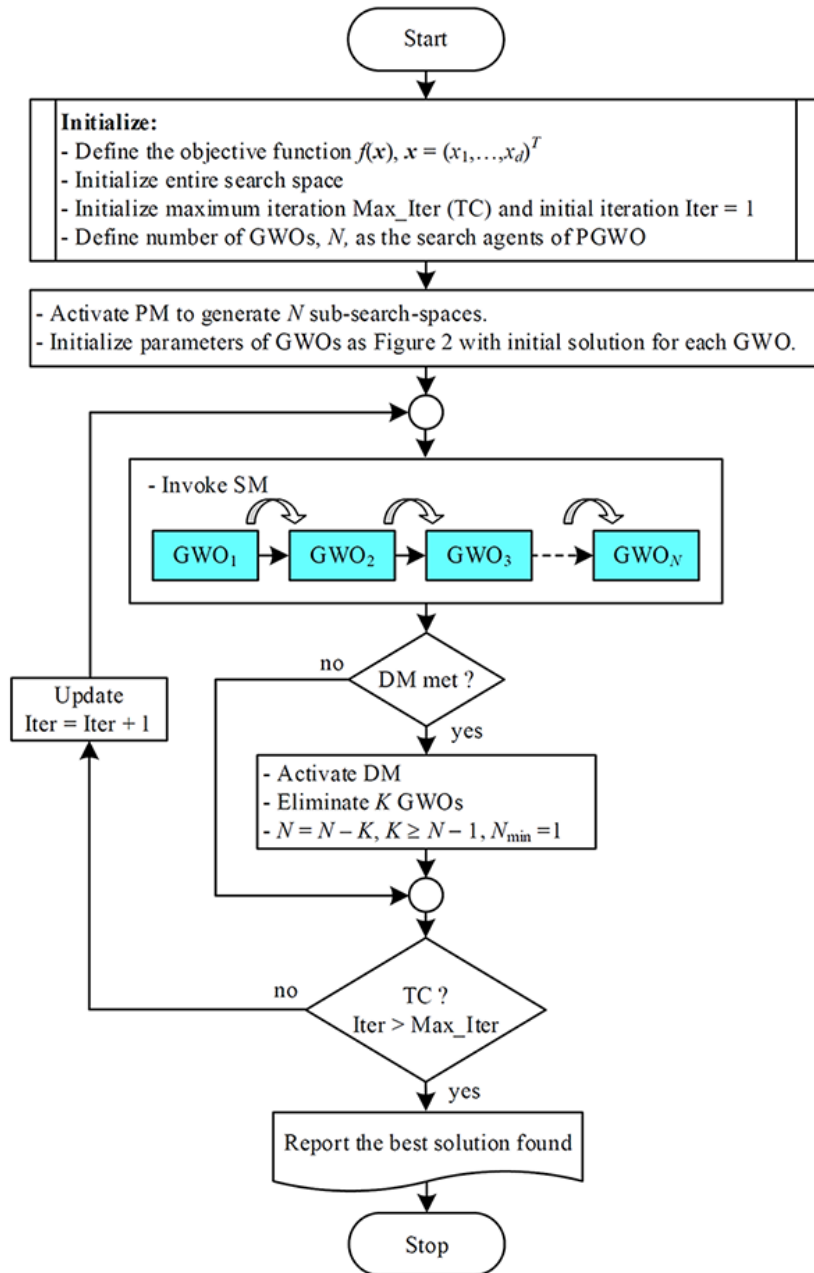 Start
Initialize:
- Define the objective function f(x), x = (x₁,…,x_d)ᵀ
- Initialize entire search space
- Initialize maximum iteration Max_Iter (TC) and initial iteration Iter = 1
- Define number of GWOs, N, as the search agents of PGWO
- Activate PM to generate N sub-search-spaces.
- Initialize parameters of GWOs as Figure 2 with initial solution for each GWO.
- Invoke SM
GWO₁ GWO₂ GWO₃ GWO_N
no
DM met ?
yes
Update
Iter = Iter + 1
- Activate DM
- Eliminate K GWOs
- N = N – K, K ≥ N – 1, N_min = 1
no
TC ?
Iter > Max_Iter
yes
Report the best solution found
Stop